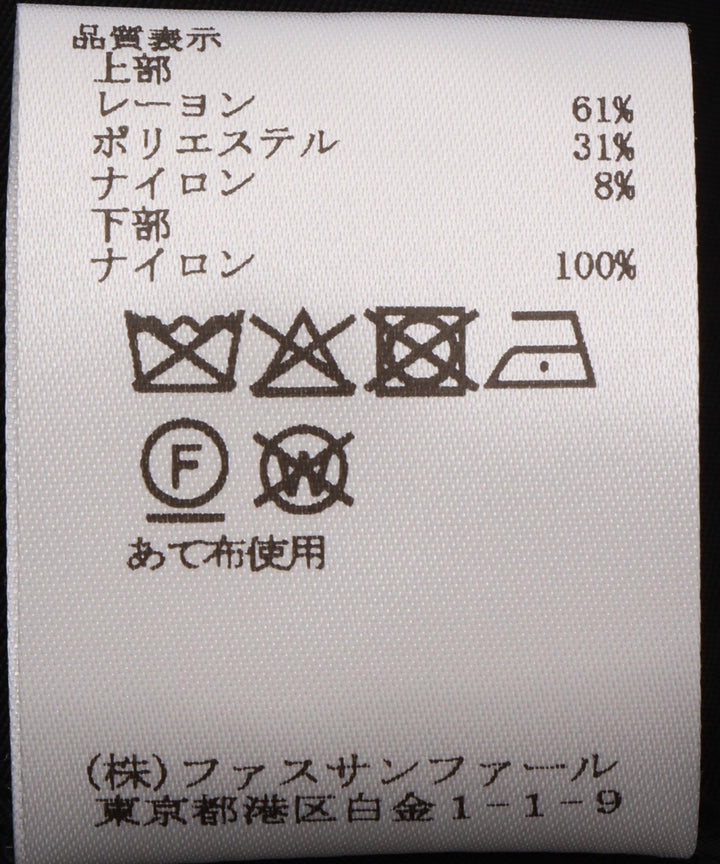 品質表示
上部
レーヨン 61%
ポリエステル 31%
ナイロン 8%
下部
ナイロン 100%
F W
あて布使用
(株)ファスサンファール
東京都港区白金1-1-9